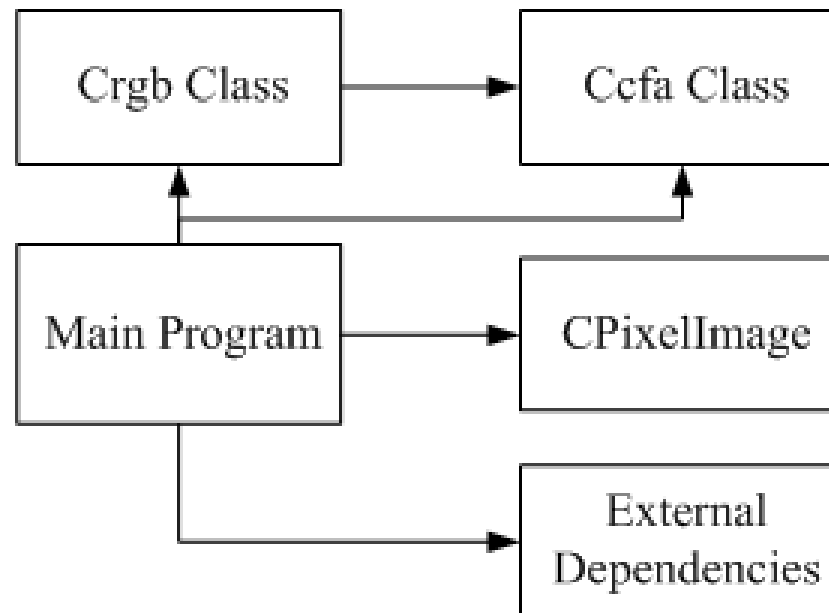 Crgb Class
Ccfa Class
Main Program
CPixelImage
External
Dependencies